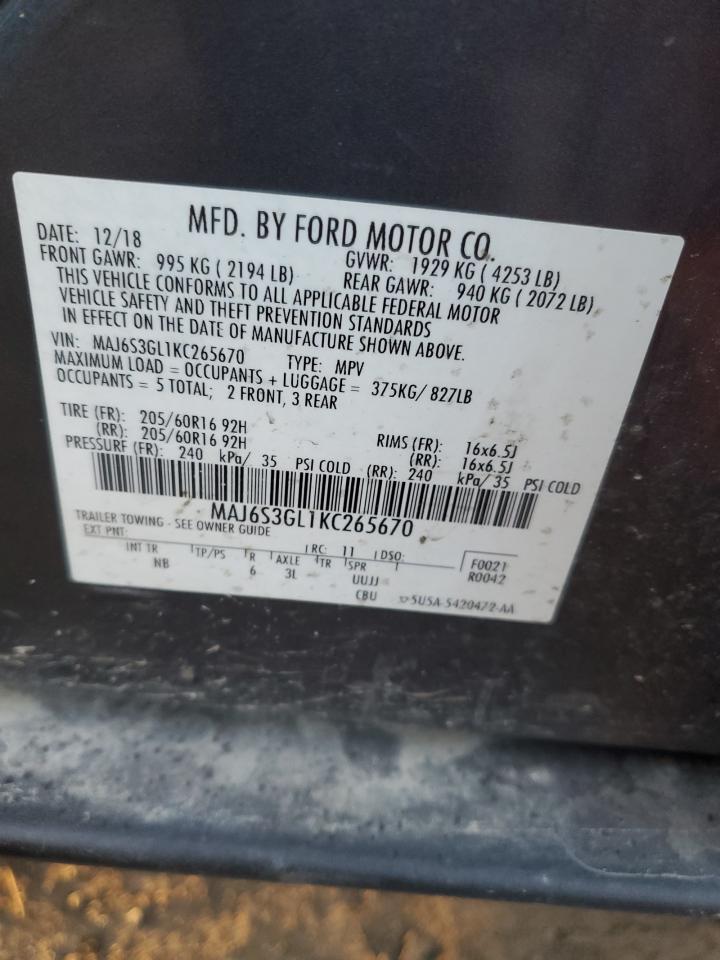 MFD. BY FORD MOTOR CO.
DATE: 12/18 GVWR: 1929 KG ( 4253 LB)
FRONT GAWR: 995 KG ( 2194 LB) REAR GAWR: 940 KG ( 2072 LB)
THIS VEHICLE CONFORMS TO ALL APPLICABLE FEDERAL MOTOR
VEHICLE SAFETY AND THEFT PREVENTION STANDARDS
IN EFFECT ON THE DATE OF MANUFACTURE SHOWN ABOVE.
VIN: MAJ6S3GL1KC265670 TYPE: MPV
MAXIMUM LOAD = OCCUPANTS + LUGGAGE = 375KG/ 827LB
OCCUPANTS = 5 TOTAL; 2 FRONT, 3 REAR
TIRE (FR): 205/60R16 92H RIMS (FR): 16x6.5J
(RR): 205/60R16 92H (RR): 16x6.5J
PRESSURF (FR): 240 kPa/ 35 PSI COLD (RR): 240 kPa/ 35 PSI COLD
MAJ6S3GL1KC265670
TRAILER TOWING - SEE OWNER GUIDE
EXT PNT: RC: 11 DSO: F0021
INT TR TP/PS R AXLE TR SPR R0042
NB 6 3L UUJJ
CBU 5U5A-5420472-AA